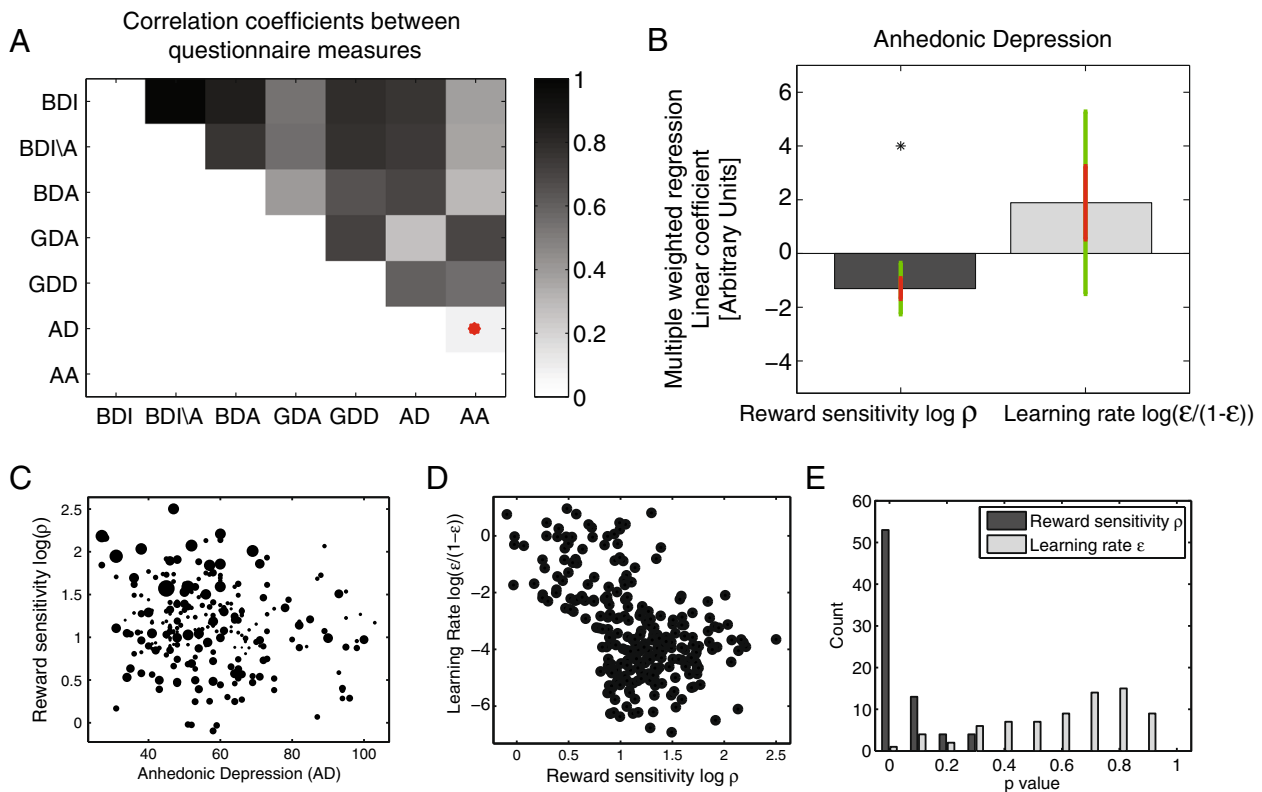 A
Correlation coefficients between
questionnaire measures
BDI
BDI\A
BDA
GDA
GDD
AD
AA
BDI
BDI\A
BDA
GDA
GDD
AD
AA
1
0.8
0.6
0.4
0.2
0
B
Anhedonic Depression
Multiple weighted regression
Linear coefficient
[Arbitrary Units]
6
4
2
0
−2
−4
*
Reward sensitivity log ρ
Learning rate log(ε/(1-ε))
C
Reward sensitivity log(ρ)
2.5
2
1.5
1
0.5
0
40
60
80
100
Anhedonic Depression (AD)
D
Learning Rate log(ε/(1−ε))
0
−2
−4
−6
0
0.5
1
1.5
2
2.5
Reward sensitivity log ρ
E
Count
60
50
40
30
20
10
0
Reward sensitivity ρ
Learning rate ε
0
0.2
0.4
0.6
0.8
1
p value